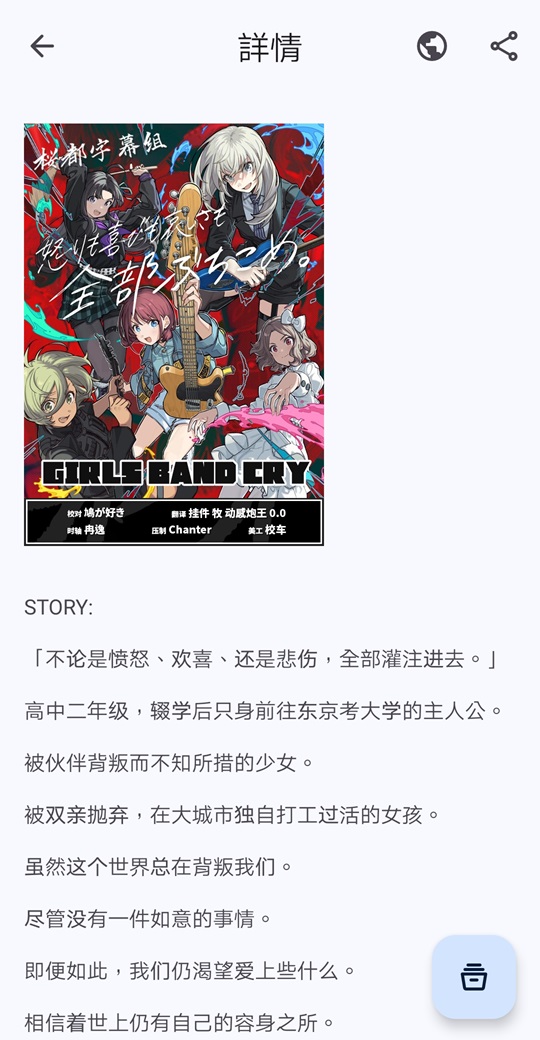 詳情
桜都字幕組
怒りも喜びも哀しさも
全部ぶちこめ。
GIRLS BAND CRY
校对 鳩が好き 翻译 挂件 牧 动感炮王 0.0
时轴 冉逸 压制 Chanter 美工 校车
STORY:
「不论是愤怒、欢喜、还是悲伤，全部灌注进去。」
高中二年级，辍学后只身前往东京考大学的主人公。
被伙伴背叛而不知所措的少女。
被双亲抛弃，在大城市独自打工过活的女孩。
虽然这个世界总在背叛我们。
尽管没有一件如意的事情。
即便如此，我们仍渴望爱上些什么。
相信着世上仍有自己的容身之所。